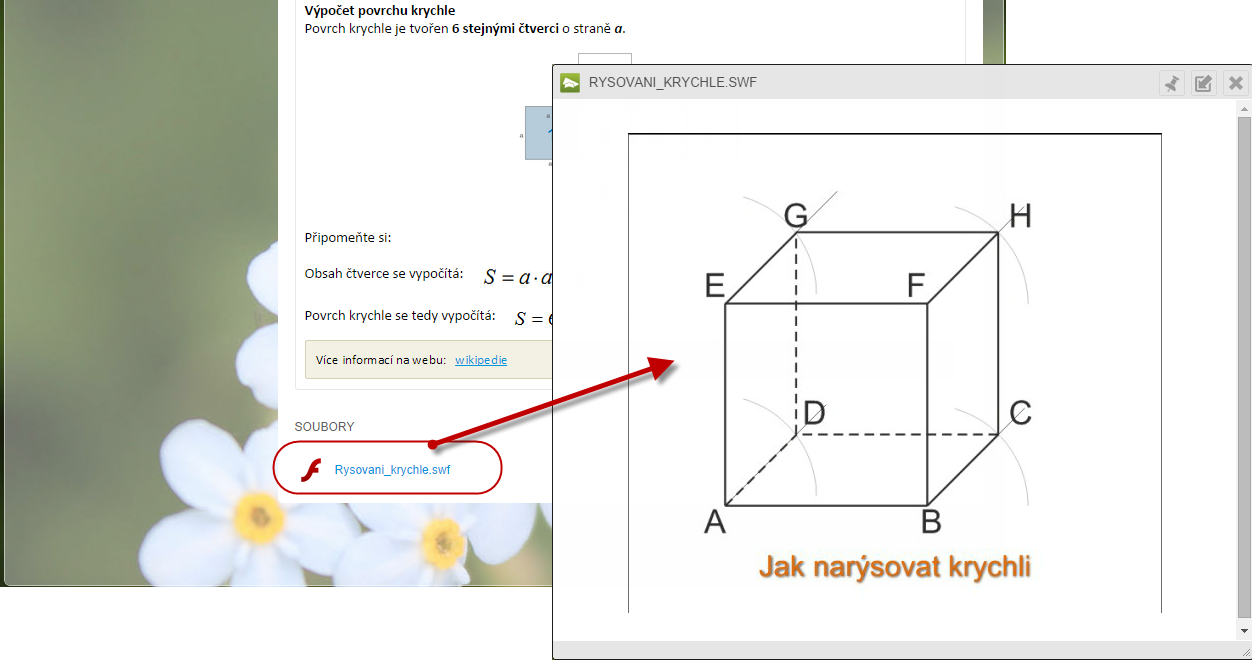 Výpočet povrchu krychle
Povrch krychle je tvořen 6 stejnými čtverci o straně a.
a
a
a
Připomeňte si:
Obsah čtverce se vypočítá: S = a · a
Povrch krychle se tedy vypočítá: S =
Více informací na webu: wikipedie
SOUBORY
Rysovani_krychle.swf
RYSOVANI_KRYCHLE.SWF
G
H
E
F
D
C
A
B
Jak narýsovat krychli